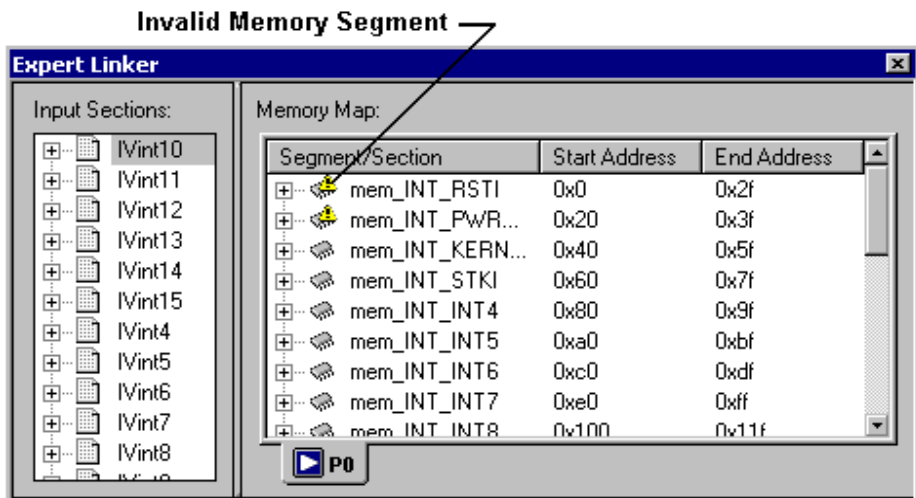 Invalid Memory Segment
Expert Linker
Input Sections:
IVint10
IVint11
IVint12
IVint13
IVint14
IVint15
IVint4
IVint5
IVint6
IVint7
IVint8
Memory Map:
Segment/Section Start Address End Address
mem_INT_RSTI 0x0 0x2f
mem_INT_PWR... 0x20 0x3f
mem_INT_KERN... 0x40 0x5f
mem_INT_STKI 0x60 0x7f
mem_INT_INT4 0x80 0x9f
mem_INT_INT5 0xa0 0xbf
mem_INT_INT6 0xc0 0xdf
mem_INT_INT7 0xe0 0xff
mem_INT_INT8 0x100 0x11f
P0